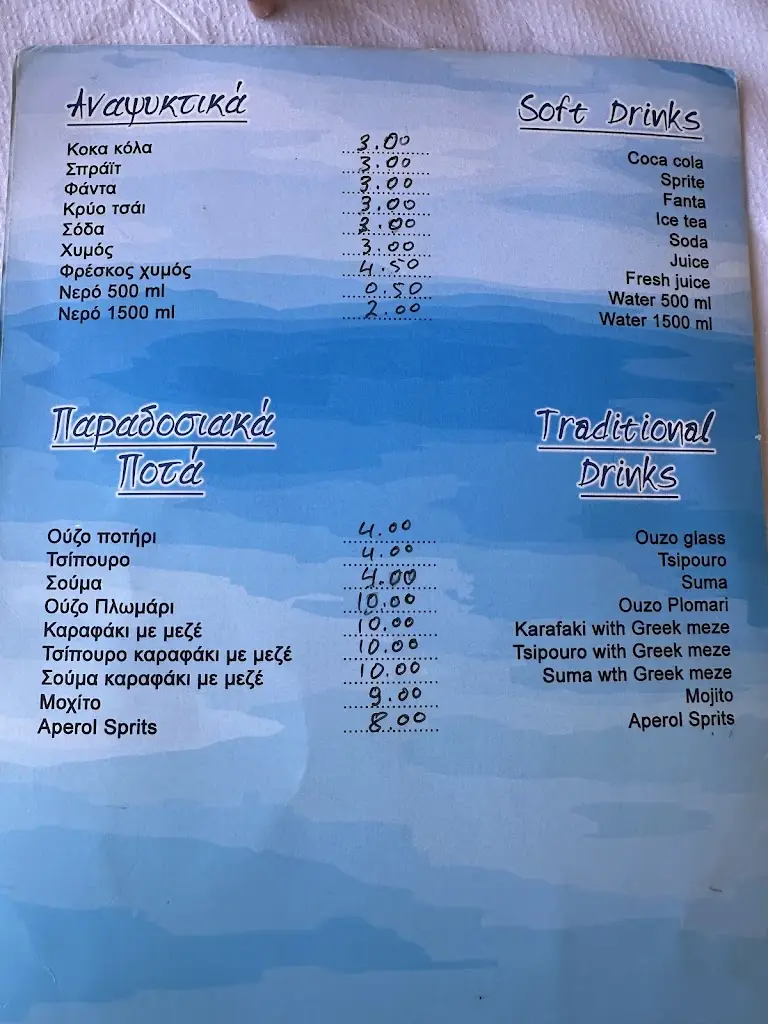 Αναψυκτικά Soft Drinks
Κοκα κόλα 3.00 Coca cola
Σπράϊτ 3.00 Sprite
Φάντα 3.00 Fanta
Κρύο τσάι 3.00 Ice tea
Σόδα 3.00 Soda
Χυμός 3.00 Juice
Φρέσκος χυμός 4.50 Fresh juice
Νερό 500 ml 0.50 Water 500 ml
Νερό 1500 ml 2.00 Water 1500 ml
Παραδοσιακά Traditional
Ποτά Drinks
Ούζο ποτήρι 4.00 Ouzo glass
Τσίπουρο 4.00 Tsipouro
Σούμα 4.00 Suma
Ούζο Πλωμάρι 10.00 Ouzo Plomari
Καραφάκι με μεζέ 10.00 Karafaki with Greek meze
Τσίπουρο καραφάκι με μεζέ 10.00 Tsipouro with Greek meze
Σούμα καραφάκι με μεζέ 10.00 Suma wth Greek meze
Μοχίτο 9.00 Mojito
Aperol Sprits 8.00 Aperol Sprits